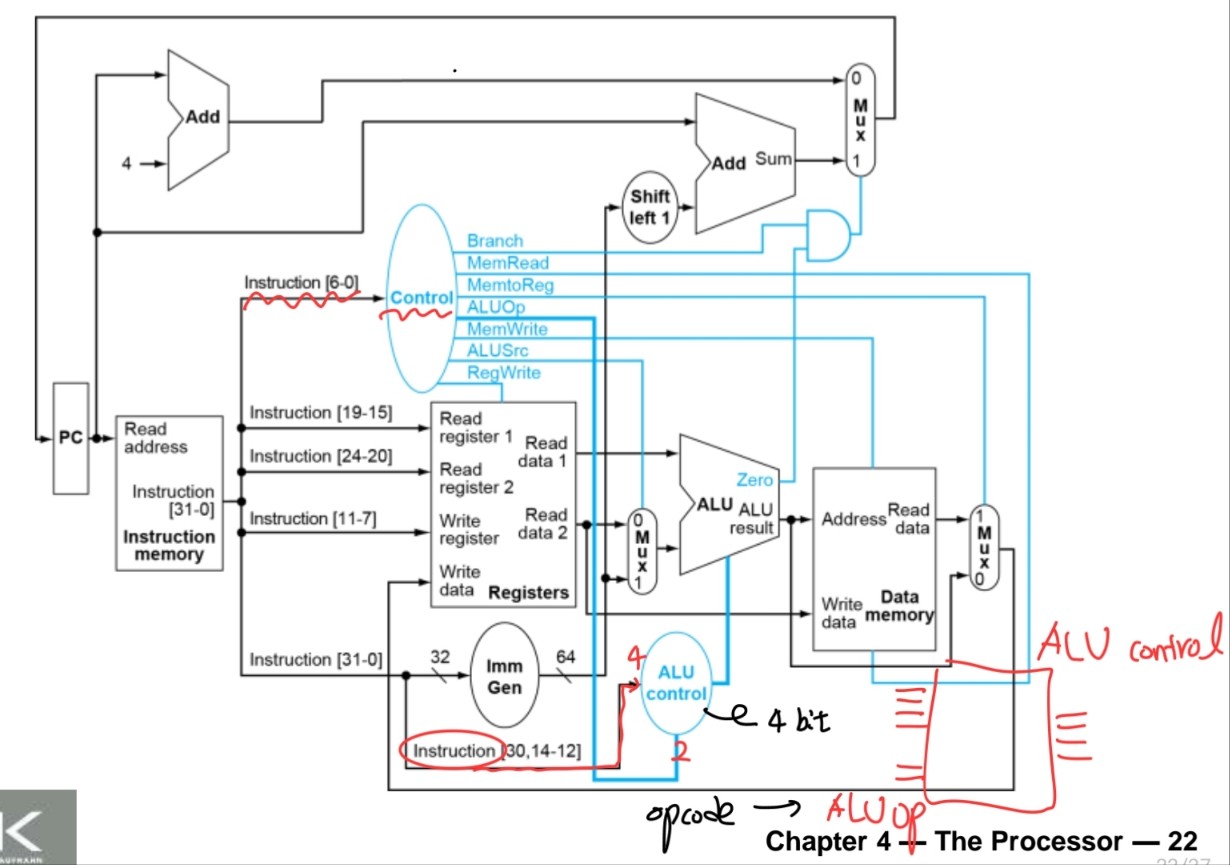 Add
4
0
Mux
1
Add Sum
Shift
left 1
Branch
MemRead
MemtoReg
ALUOp
MemWrite
ALUSrc
RegWrite
Instruction [6-0]
Control
PC
Read
address
Instruction
[31-0]
Instruction
memory
Instruction [19-15]
Instruction [24-20]
Instruction [11-7]
Read
register 1
Read
data 1
Read
register 2
Write
register
Read
data 2
Write
data
Registers
0
Mux
1
Zero
ALU ALU
result
Address
Read
data
Write
data
Data
memory
1
Mux
0
Instruction [31-0]
32
Imm
Gen
64
4
ALU
control
4 bit
2
Instruction [30,14-12]
ALU control
opcode → ALUop
Chapter 4 — The Processor — 22